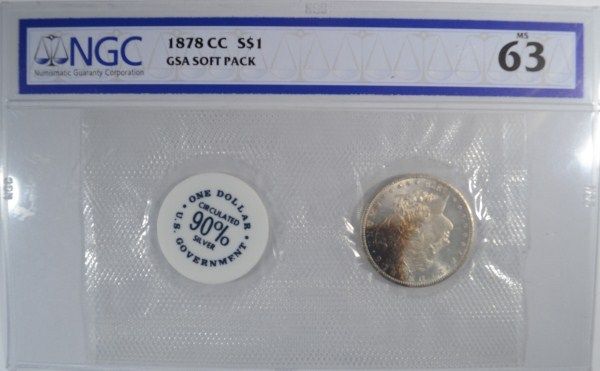 NGC
Numismatic Guaranty Corporation
1878 CC S$1
GSA SOFT PACK
MS
63
ONE DOLLAR
CIRCULATED
90%
SILVER
• U.S. GOVERNMENT •